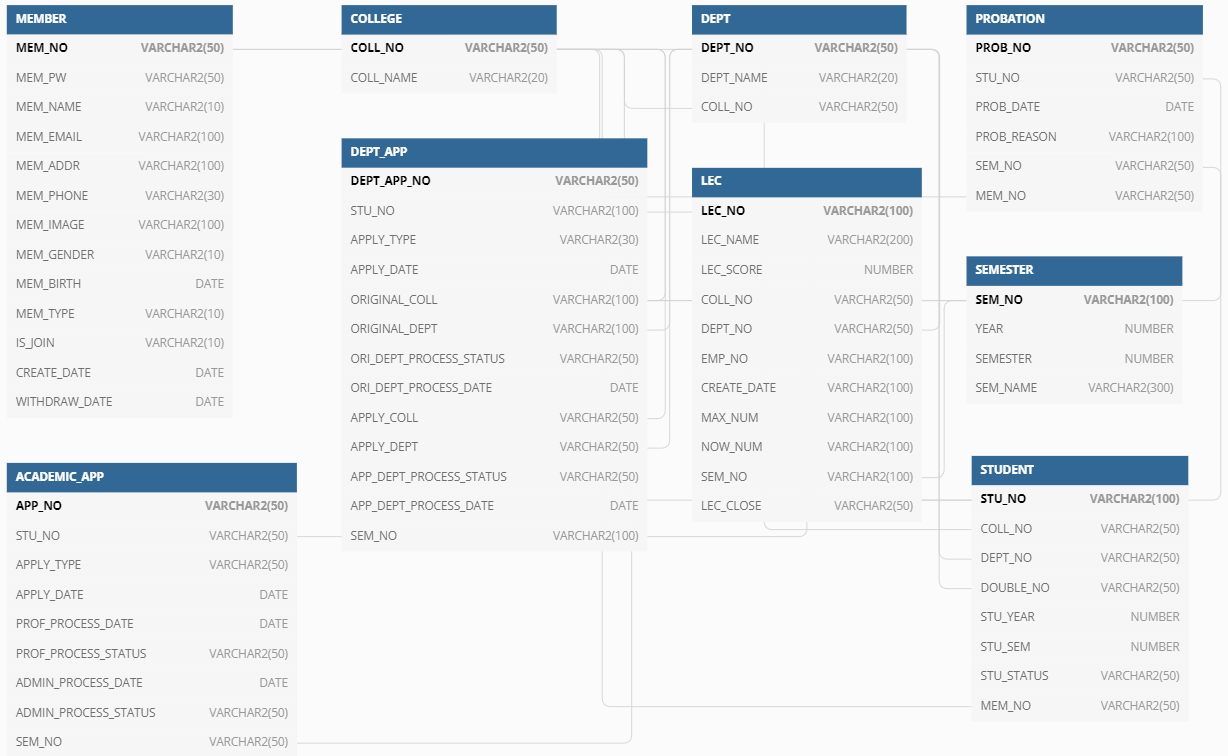 MEMBER
MEM_NO VARCHAR2(50)
MEM_PW VARCHAR2(50)
MEM_NAME VARCHAR2(10)
MEM_EMAIL VARCHAR2(100)
MEM_ADDR VARCHAR2(100)
MEM_PHONE VARCHAR2(30)
MEM_IMAGE VARCHAR2(100)
MEM_GENDER VARCHAR2(10)
MEM_BIRTH DATE
MEM_TYPE VARCHAR2(10)
IS_JOIN VARCHAR2(10)
CREATE_DATE DATE
WITHDRAW_DATE DATE
ACADEMIC_APP
APP_NO VARCHAR2(50)
STU_NO VARCHAR2(50)
APPLY_TYPE VARCHAR2(50)
APPLY_DATE DATE
PROF_PROCESS_DATE DATE
PROF_PROCESS_STATUS VARCHAR2(50)
ADMIN_PROCESS_DATE DATE
ADMIN_PROCESS_STATUS VARCHAR2(50)
SEM_NO VARCHAR2(50)
COLLEGE
COLL_NO VARCHAR2(50)
COLL_NAME VARCHAR2(20)
DEPT_APP
DEPT_APP_NO VARCHAR2(50)
STU_NO VARCHAR2(100)
APPLY_TYPE VARCHAR2(30)
APPLY_DATE DATE
ORIGINAL_COLL VARCHAR2(100)
ORIGINAL_DEPT VARCHAR2(100)
ORI_DEPT_PROCESS_STATUS VARCHAR2(50)
ORI_DEPT_PROCESS_DATE DATE
APPLY_COLL VARCHAR2(50)
APPLY_DEPT VARCHAR2(50)
APP_DEPT_PROCESS_STATUS VARCHAR2(50)
APP_DEPT_PROCESS_DATE DATE
SEM_NO VARCHAR2(100)
DEPT
DEPT_NO VARCHAR2(50)
DEPT_NAME VARCHAR2(20)
COLL_NO VARCHAR2(50)
LEC
LEC_NO VARCHAR2(100)
LEC_NAME VARCHAR2(200)
LEC_SCORE NUMBER
COLL_NO VARCHAR2(50)
DEPT_NO VARCHAR2(50)
EMP_NO VARCHAR2(100)
CREATE_DATE VARCHAR2(100)
MAX_NUM VARCHAR2(100)
NOW_NUM VARCHAR2(100)
SEM_NO VARCHAR2(100)
LEC_CLOSE VARCHAR2(50)
PROBATION
PROB_NO VARCHAR2(50)
STU_NO VARCHAR2(50)
PROB_DATE DATE
PROB_REASON VARCHAR2(100)
SEM_NO VARCHAR2(50)
MEM_NO VARCHAR2(50)
SEMESTER
SEM_NO VARCHAR2(100)
YEAR NUMBER
SEMESTER NUMBER
SEM_NAME VARCHAR2(300)
STUDENT
STU_NO VARCHAR2(100)
COLL_NO VARCHAR2(50)
DEPT_NO VARCHAR2(50)
DOUBLE_NO VARCHAR2(50)
STU_YEAR NUMBER
STU_SEM NUMBER
STU_STATUS VARCHAR2(50)
MEM_NO VARCHAR2(50)